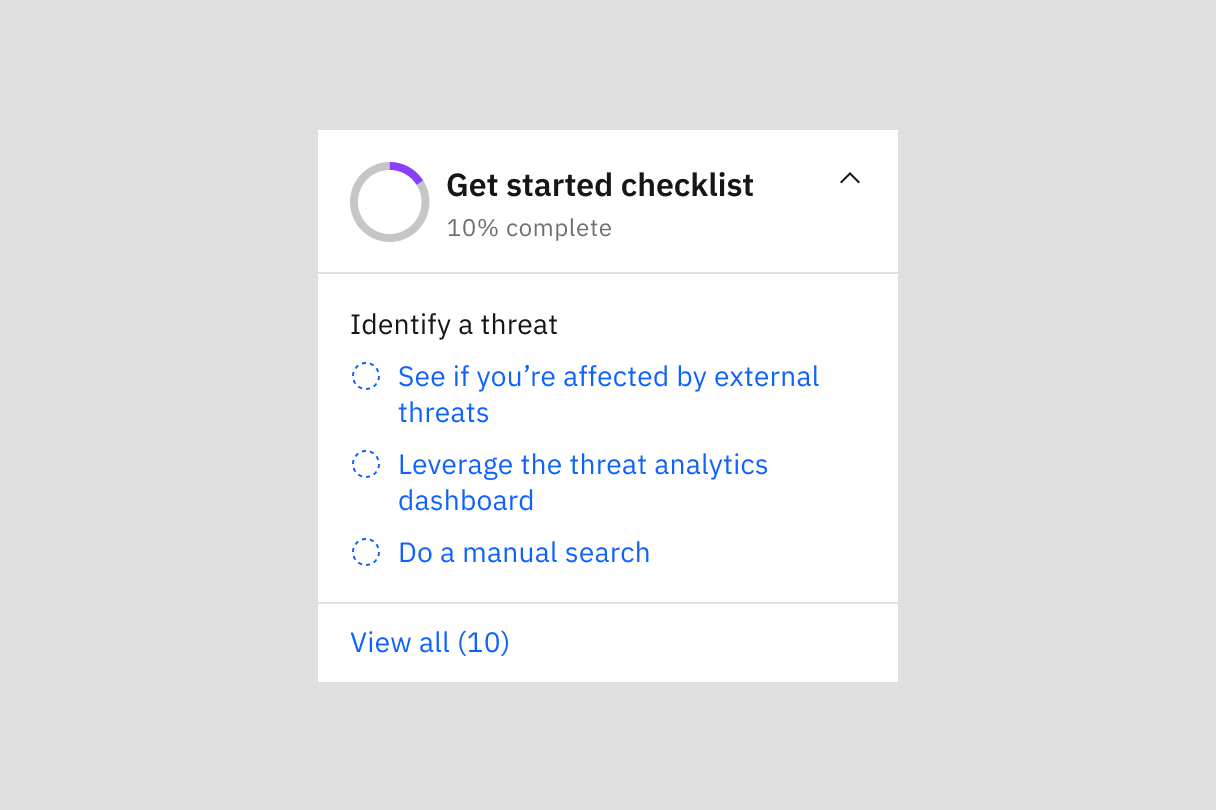 Get started checklist
10% complete
Identify a threat
See if you’re affected by external
threats
Leverage the threat analytics
dashboard
Do a manual search
View all (10)